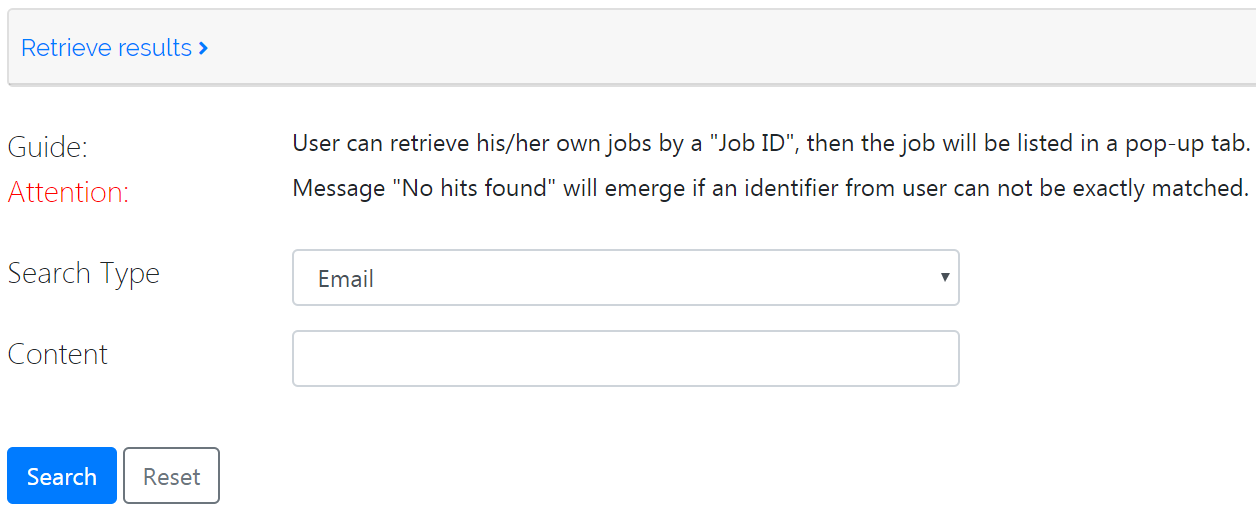 Retrieve results
Guide: User can retrieve his/her own jobs by a "Job ID", then the job will be listed in a pop-up tab.
Attention: Message "No hits found" will emerge if an identifier from user can not be exactly matched.
Search Type Email
Content
Search Reset